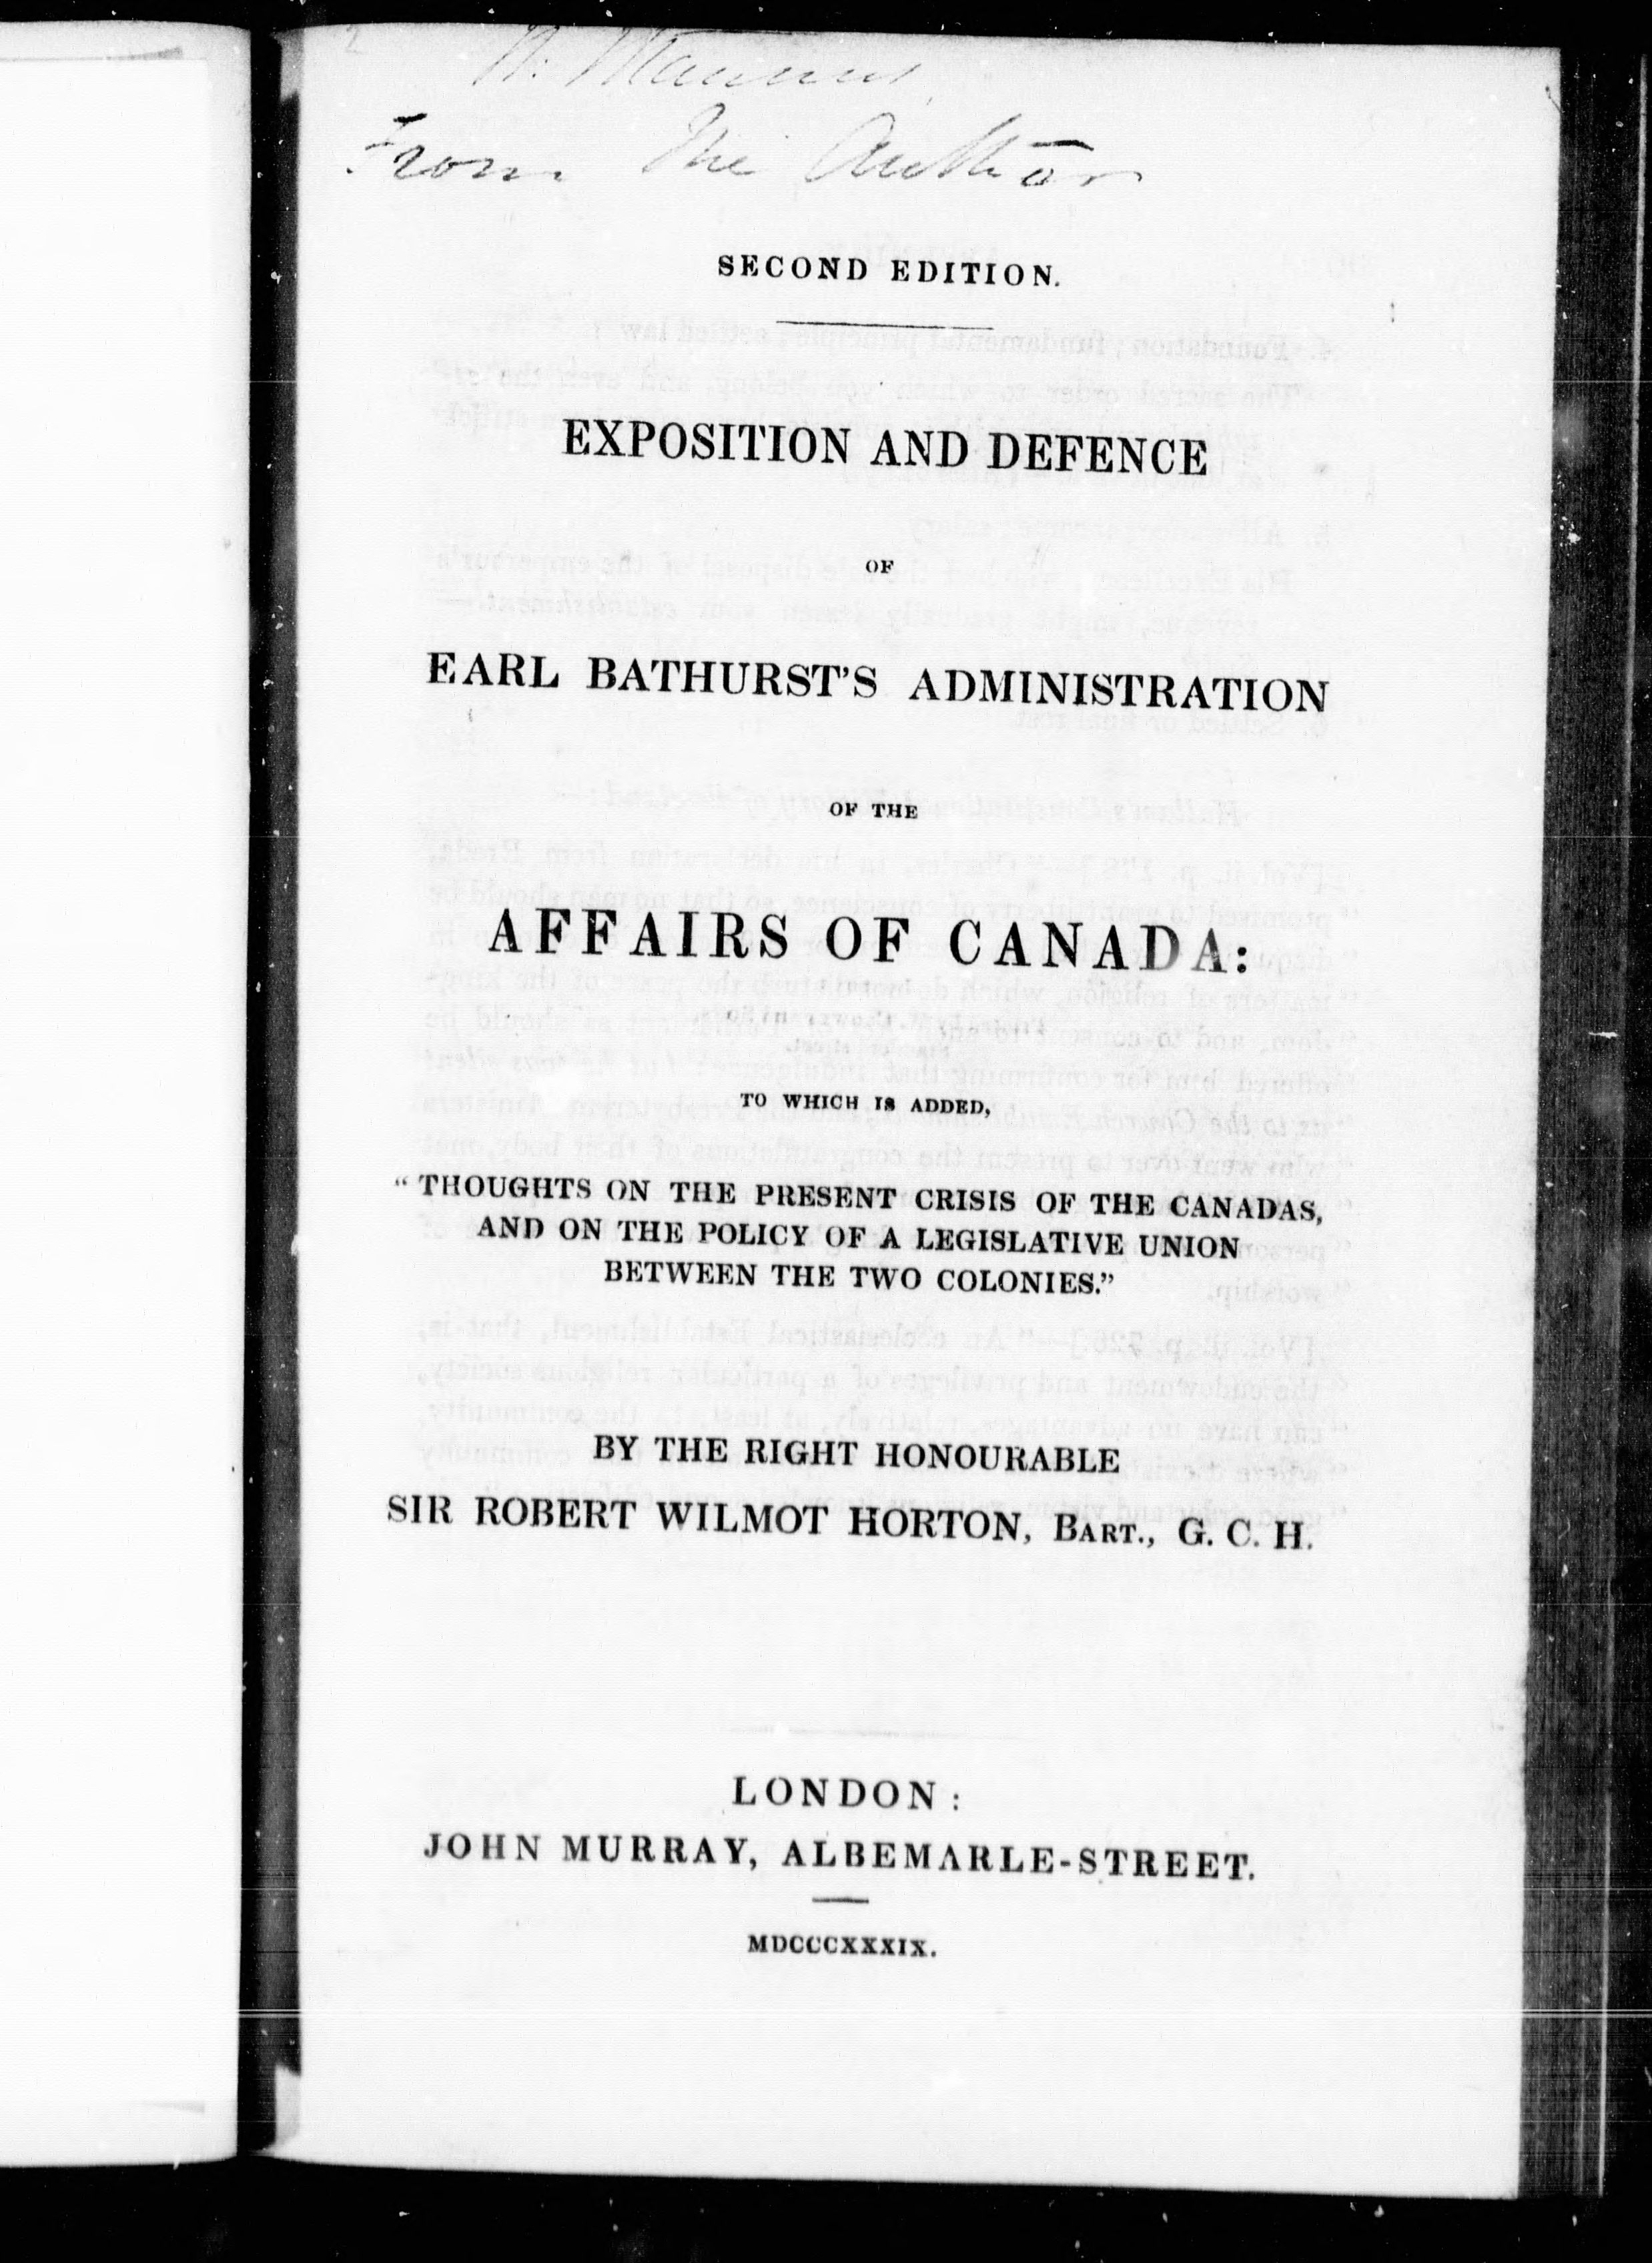 From the Author
SECOND EDITION.
EXPOSITION AND DEFENCE
OF
EARL BATHURST'S ADMINISTRATION
OF THE
AFFAIRS OF CANADA:
TO WHICH IS ADDED,
“THOUGHTS ON THE PRESENT CRISIS OF THE CANADAS,
AND ON THE POLICY OF A LEGISLATIVE UNION
BETWEEN THE TWO COLONIES.”
BY THE RIGHT HONOURABLE
SIR ROBERT WILMOT HORTON, BART., G. C. H.
LONDON:
JOHN MURRAY, ALBEMARLE-STREET.
MDCCCXXXIX.